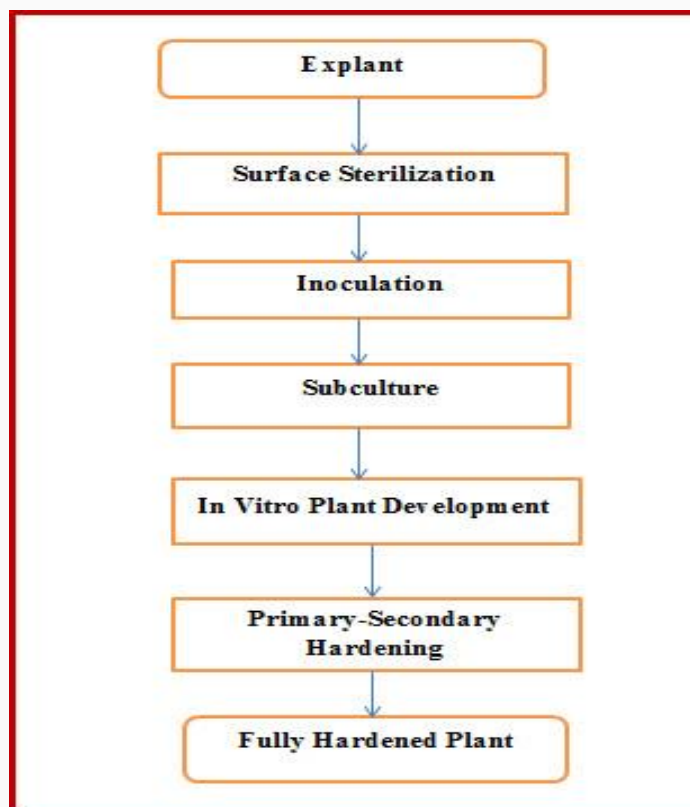 Explant
Surface Sterilization
Inoculation
Subculture
In Vitro Plant Development
Primary-Secondary
Hardening
Fully Hardened Plant